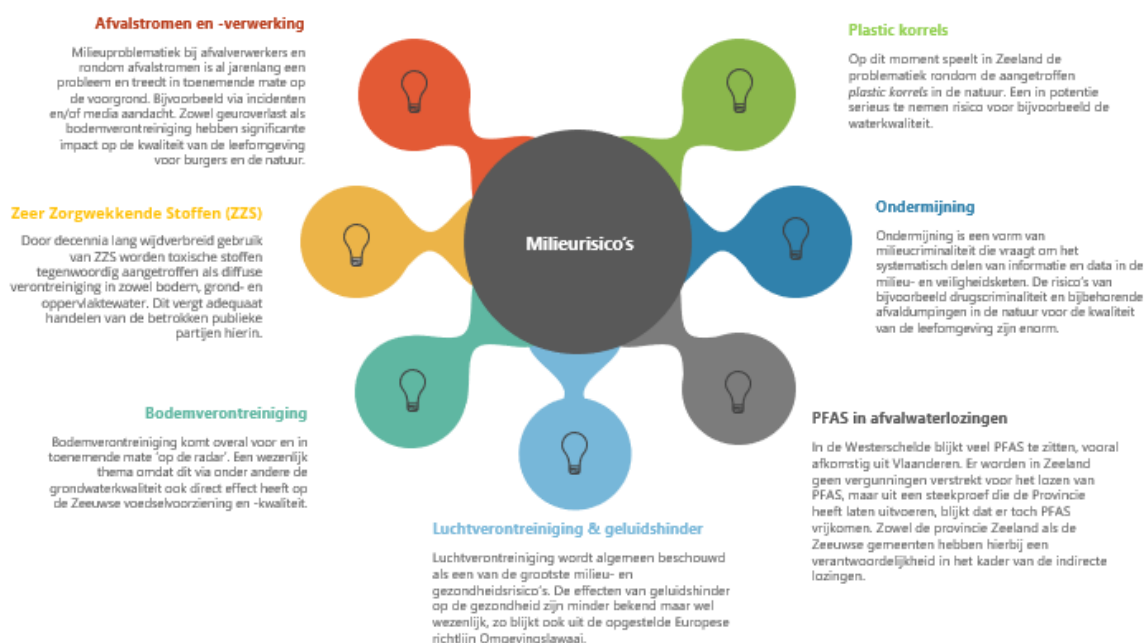 Afvalstromen en -verwerking
Milieuproblematiek bij afvalverwerkers en
rondom afvalstromen is al jarenlang een
probleem en treedt in toenemende mate op
de voorgrond. Bijvoorbeeld via incidenten
en/of media aandacht. Zowel geuroverlast als
bodemverontreiniging hebben significante
impact op de kwaliteit van de leefomgeving
voor burgers en de natuur.
Plastic korrels
Op dit moment speelt in Zeeland de
problematiek rondom de aangetroffen
plastic korrels in de natuur. Een in potentie
serieus te nemen risico voor bijvoorbeeld de
waterkwaliteit.
Zeer Zorgwekkende Stoffen (ZZS)
Door decennia lang wijdverbreid gebruik
van ZZS worden toxische stoffen
tegenwoordig aangetroffen als diffuse
verontreiniging in zowel bodem, grond- en
oppervlaktewater. Dit vergt adequaat
handelen van de betrokken publieke
partijen hierin.
Milieurisico's
Ondermijning
Ondermijning is een vorm van
milieucriminaliteit die vraagt om het
systematisch delen van informatie en data in de
milieu- en veiligheidsketen. De risico's van
bijvoorbeeld drugscriminaliteit en bijbehorende
afvaldumpingen in de natuur voor de kwaliteit
van de leefomgeving zijn enorm.
Bodemverontreiniging
Bodemverontreiniging komt overal voor en in
toenemende mate 'op de radar'. Een wezenlijk
thema omdat dit via onder andere de
grondwaterkwaliteit ook direct effect heeft op
de Zeeuwse voedselvoorziening en -kwaliteit.
PFAS in afvalwaterlozingen
In de Westerschelde blijkt veel PFAS te zitten, vooral
afkomstig uit Vlaanderen. Er worden in Zeeland
geen vergunningen verstrekt voor het lozen van
PFAS, maar uit een steekproef die de Provincie
heeft laten uitvoeren, blijkt dat er toch PFAS
vrijkomen. Zowel de provincie Zeeland als de
Zeeuwse gemeenten hebben hierbij een
verantwoordelijkheid in het kader van de indirecte
lozingen.
Luchtverontreiniging & geluidshinder
Luchtverontreiniging wordt algemeen beschouwd
als een van de grootste milieu- en
gezondheidsrisico's. De effecten van geluidshinder
op de gezondheid zijn minder bekend maar wel
wezenlijk, zo blijkt ook uit de opgestelde Europese
richtlijn Omgevingslawaai.